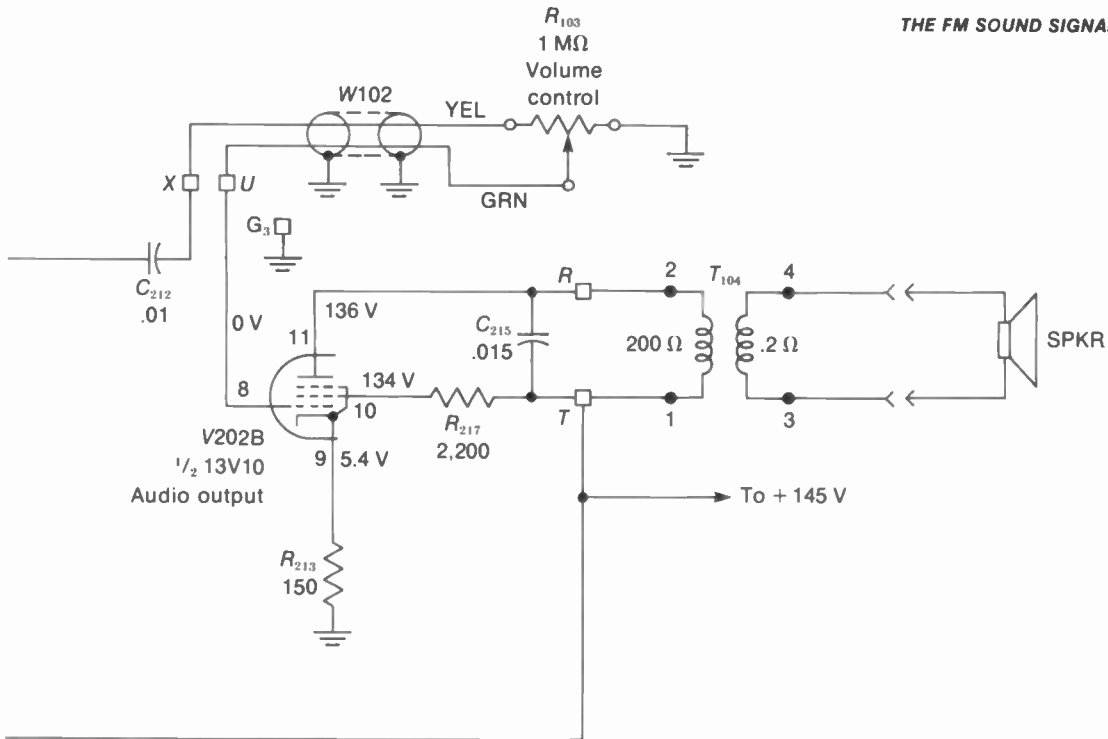 THE FM SOUND SIGNA
R103
1 MΩ
Volume
control
W102
YEL
X
U
GRN
G3
C212
.01
0 V
136 V
R
2
T104
4
11
C215
.015
200 Ω
.2 Ω
SPKR
8
134 V
10
R217
2,200
T
1
3
V202B
1/2 13V10
Audio output
9
5.4 V
To + 145 V
R213
150